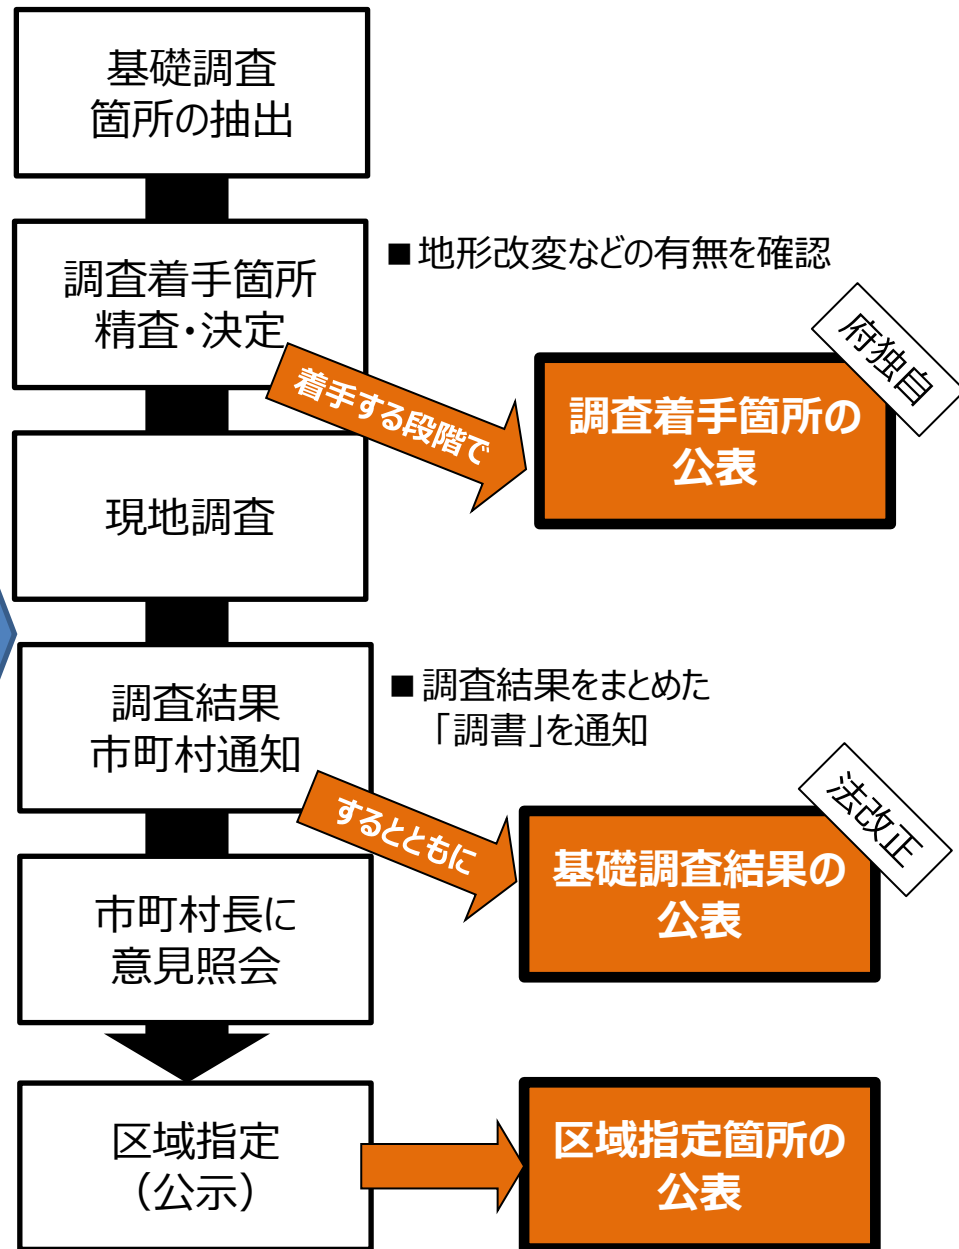 基礎調査
箇所の抽出
調査着手箇所
精査・決定
■ 地形改変などの有無を確認
着手する段階で
府独自
調査着手箇所の
公表
現地調査
調査結果
市町村通知
■ 調査結果をまとめた
「調書」を通知
するとともに
法改正
基礎調査結果の
公表
市町村長に
意見照会
区域指定
（公示）
区域指定箇所の
公表